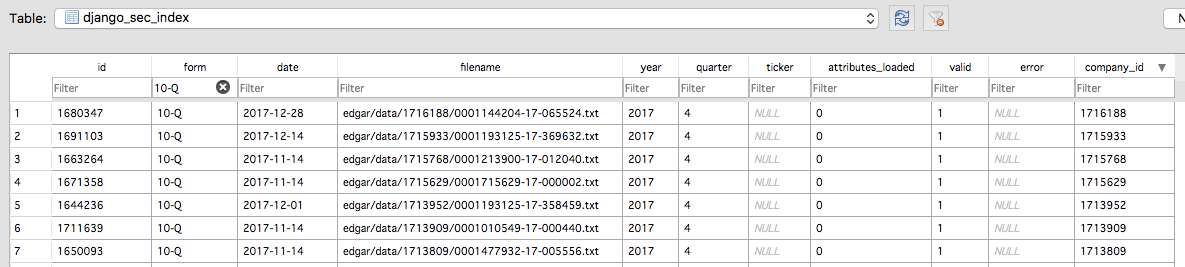 Table: django_sec_index N
id form date filename year quarter ticker attributes_loaded valid error company_id
Filter 10-Q Filter Filter Filter Filter Filter Filter Filter Filter Filter
1 1680347 10-Q 2017-12-28 edgar/data/1716188/0001144204-17-065524.txt 2017 4 NULL 0 1 NULL 1716188
2 1691103 10-Q 2017-12-14 edgar/data/1715933/0001193125-17-369632.txt 2017 4 NULL 0 1 NULL 1715933
3 1663264 10-Q 2017-11-14 edgar/data/1715768/0001213900-17-012040.txt 2017 4 NULL 0 1 NULL 1715768
4 1671358 10-Q 2017-11-14 edgar/data/1715629/0001715629-17-000002.txt 2017 4 NULL 0 1 NULL 1715629
5 1644236 10-Q 2017-12-01 edgar/data/1713952/0001193125-17-358459.txt 2017 4 NULL 0 1 NULL 1713952
6 1711639 10-Q 2017-11-14 edgar/data/1713909/0001010549-17-000440.txt 2017 4 NULL 0 1 NULL 1713909
7 1650093 10-Q 2017-11-14 edgar/data/1713809/0001477932-17-005556.txt 2017 4 NULL 0 1 NULL 1713809